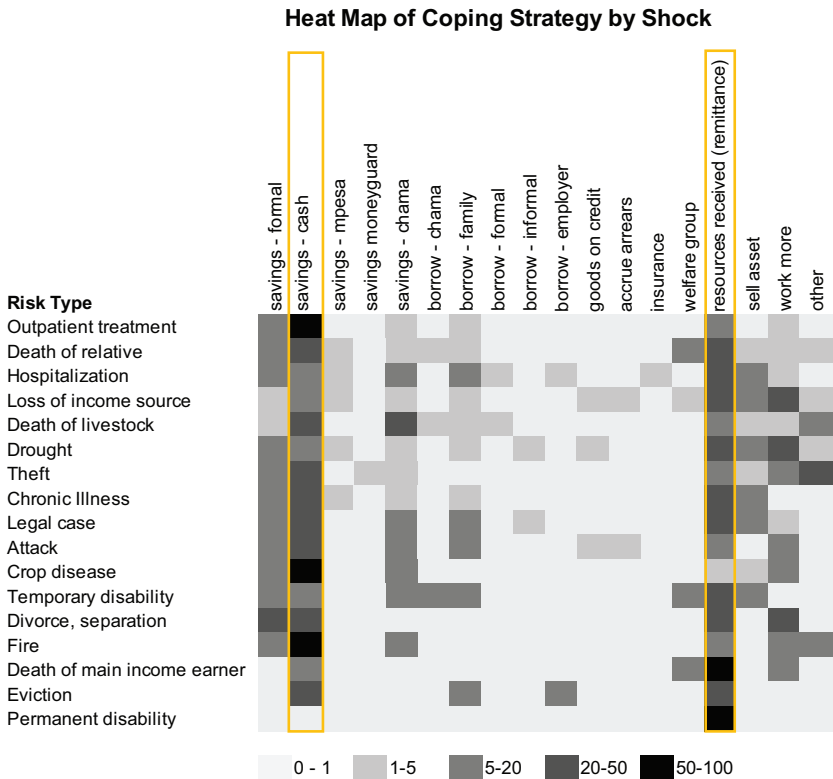 Heat Map of Coping Strategy by Shock
savings - formal
savings - cash
savings - mpesa
savings moneyguard
savings - chama
borrow - chama
borrow - family
borrow - formal
borrow - informal
borrow - employer
goods on credit
accrue arrears
insurance
welfare group
resources received (remittance)
sell asset
work more
other
Risk Type
Outpatient treatment
Death of relative
Hospitalization
Loss of income source
Death of livestock
Drought
Theft
Chronic Illness
Legal case
Attack
Crop disease
Temporary disability
Divorce, separation
Fire
Death of main income earner
Eviction
Permanent disability
0 - 1 1-5 5-20 20-50 50-100